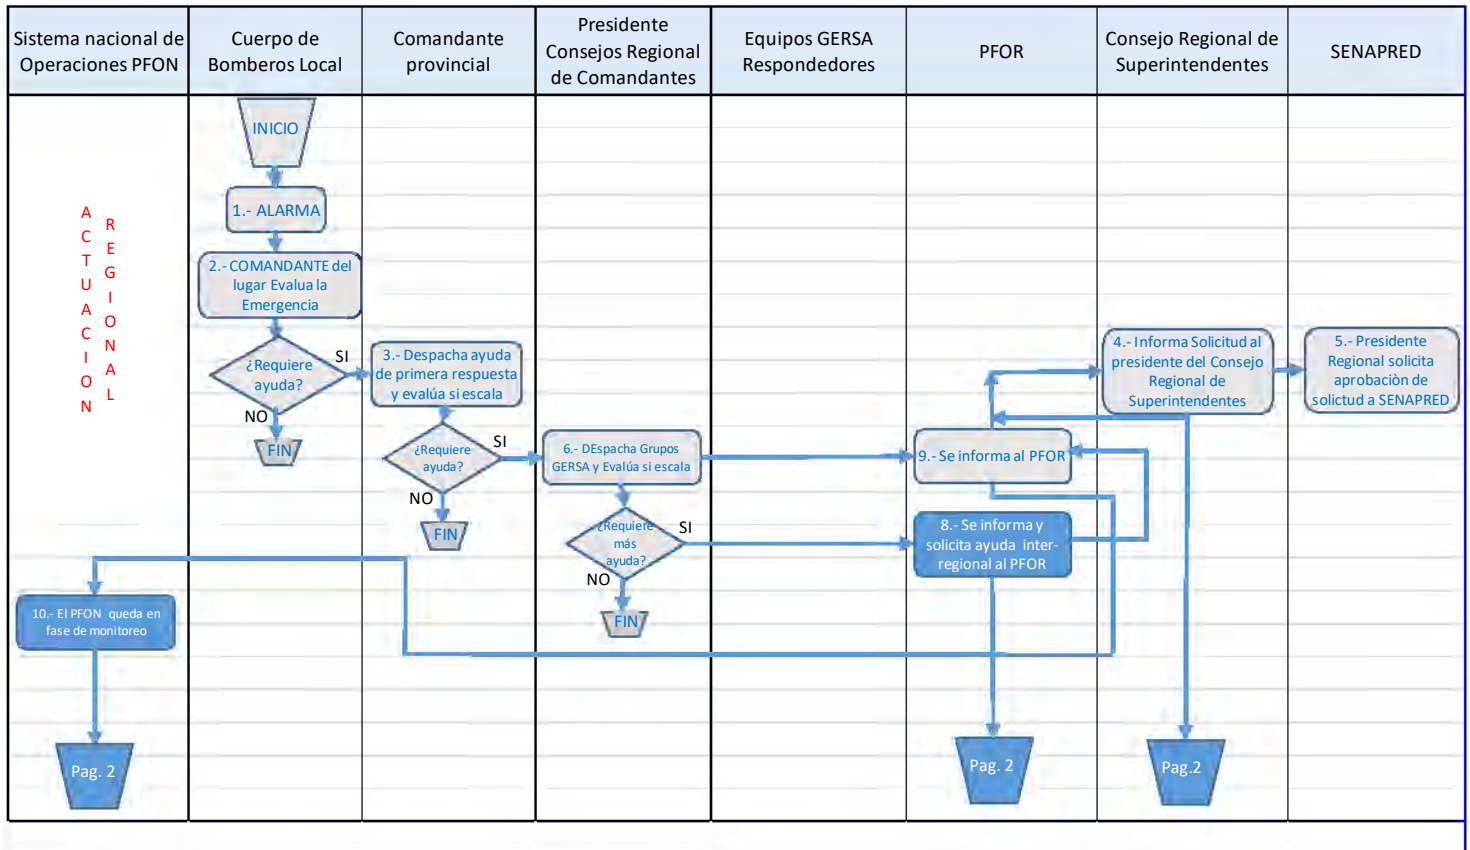 Sistema nacional de
Operaciones PFON
Cuerpo de
Bomberos Local
Comandante
provincial
Presidente
Consejos Regional
de Comandantes
Equipos GERSA
Respondedores
PFOR
Consejo Regional de
Superintendentes
SENAPRED
ACTUACION
REGIONAL
INICIO
1.- ALARMA
2.- COMANDANTE del
lugar Evalua la
Emergencia
¿Requiere
ayuda?
SI
NO
FIN
3.- Despacha ayuda
de primera respuesta
y evalúa si escala
¿Requiere
ayuda?
SI
NO
FIN
6.- DEspacha Grupos
GERSA y Evalúa si escala
¿Requiere
más
ayuda?
SI
NO
FIN
9.- Se informa al PFOR
8.- Se informa y
solicita ayuda inter-
regional al PFOR
4.- Informa Solicitud al
presidente del Consejo
Regional de
Superintendentes
5.- Presidente
Regional solicita
aprobaciòn de
solictud a SENAPRED
10.- El PFON queda en
fase de monitoreo
Pag. 2
Pag. 2
Pag.2